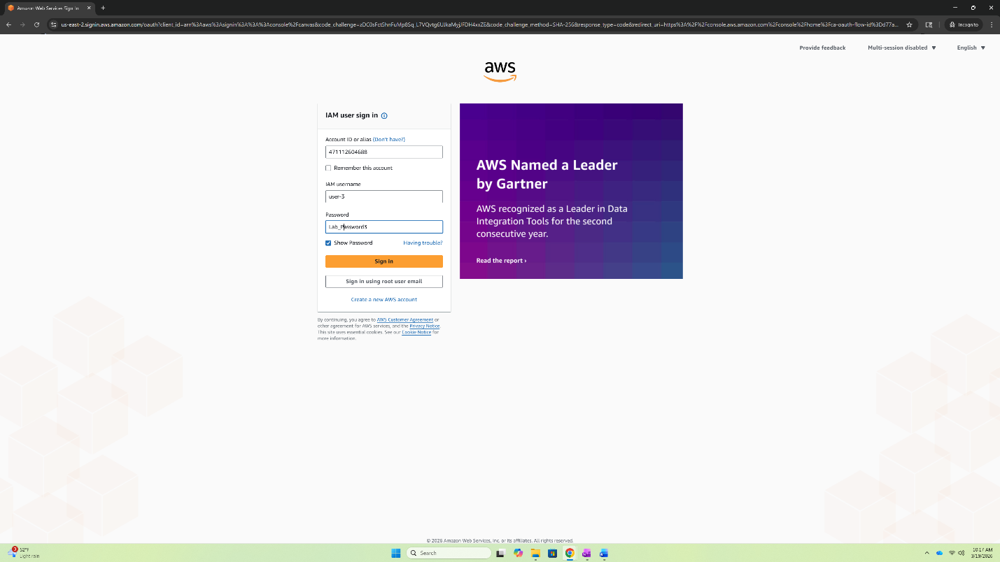 Amazon Web Services Sign In
us-east-2.signin.aws.amazon.com/oauth?client_id=arn%3Aaws%3Asignin%3A%3A%3Aconsole%2Fcanvas&code_challenge=zDC0sFctShnFuMp8Sq_L7VQvtg6UJkaMyjJFDH4xxZE&code_challenge_method=SHA-256&response_type=code&redirect_uri=https%3A%2F%2Fconsole.aws.amazon.com%2Fconsole%2Fhome%3Fca-oauth-flow-id%3Dd77a...
Incognito
Provide feedback
Multi-session disabled ▼
English ▼
aws
IAM user sign in
Account ID or alias (Don't have?)
471112604688
Remember this account
IAM username
user-3
Password
Lab_Password3
Show Password
Having trouble?
Sign in
Sign in using root user email
Create a new AWS account
By continuing, you agree to AWS Customer Agreement or
other agreement for AWS services, and the Privacy Notice.
This site uses essential cookies. See our Cookie Notice for
more information.
AWS Named a Leader
by Gartner
AWS recognized as a Leader in Data
Integration Tools for the second
consecutive year.
Read the report ›
© 2026 Amazon Web Services, Inc. or its affiliates. All rights reserved.
3
52°F
Light rain
Search
10:17 AM
3/19/2026